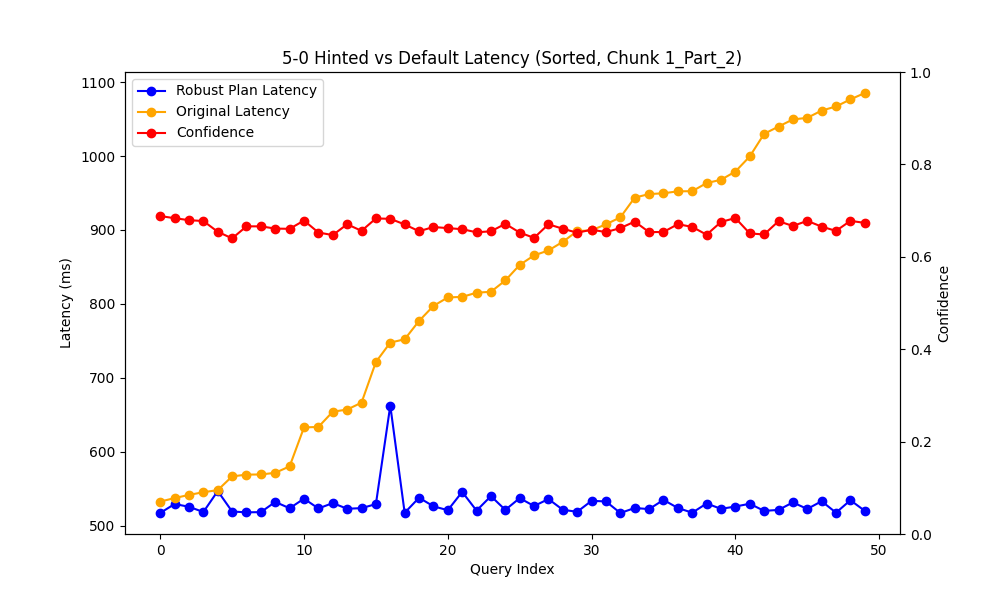 5-0 Hinted vs Default Latency (Sorted, Chunk 1_Part_2)
Robust Plan Latency
Original Latency
Confidence
1100
1000
900
800
700
600
500
Latency (ms)
1.0
0.8
0.6
0.4
0.2
0.0
Confidence
0
10
20
30
40
50
Query Index